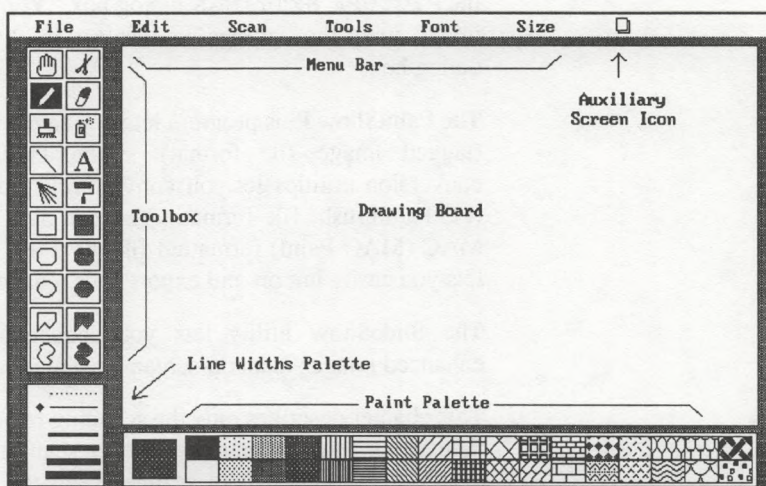 File Edit Scan Tools Font Size
Menu Bar
Auxiliary
Screen Icon
A
Toolbox
Drawing Board
Line Widths Palette
Paint Palette